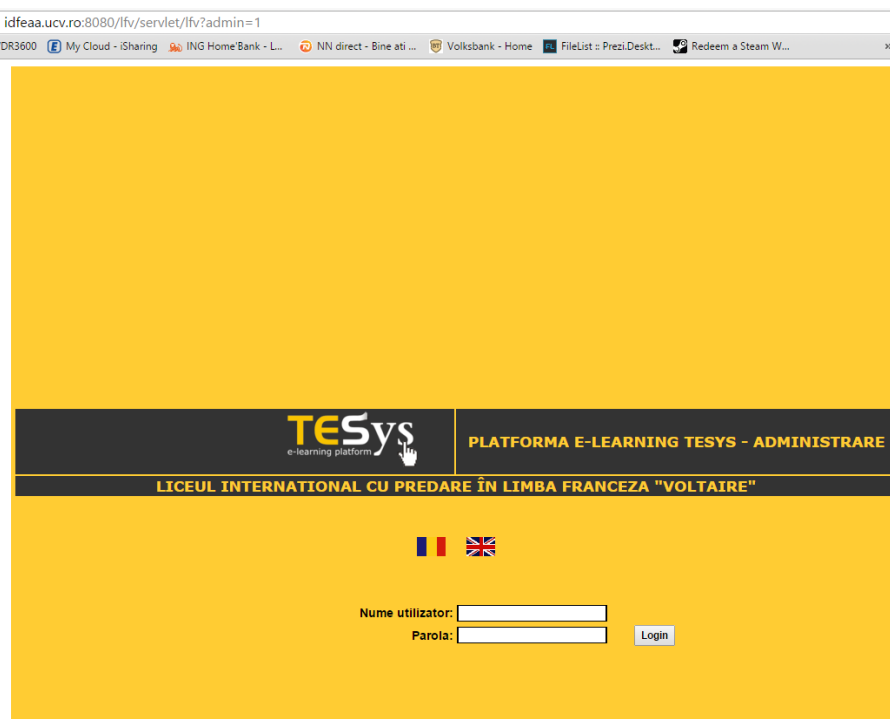 idfeaa.ucv.ro:8080/lfv/servlet/lfv?admin=1
DR3600 My Cloud - iSharing ING Home'Bank - L... NN direct - Bine ati ... Volksbank - Home FileList :: Prezi.Deskt... Redeem a Steam W... »
TESys
e-learning platform
PLATFORMA E-LEARNING TESYS - ADMINISTRARE
LICEUL INTERNATIONAL CU PREDARE ÎN LIMBA FRANCEZA "VOLTAIRE"
Nume utilizator:
Parola: Login